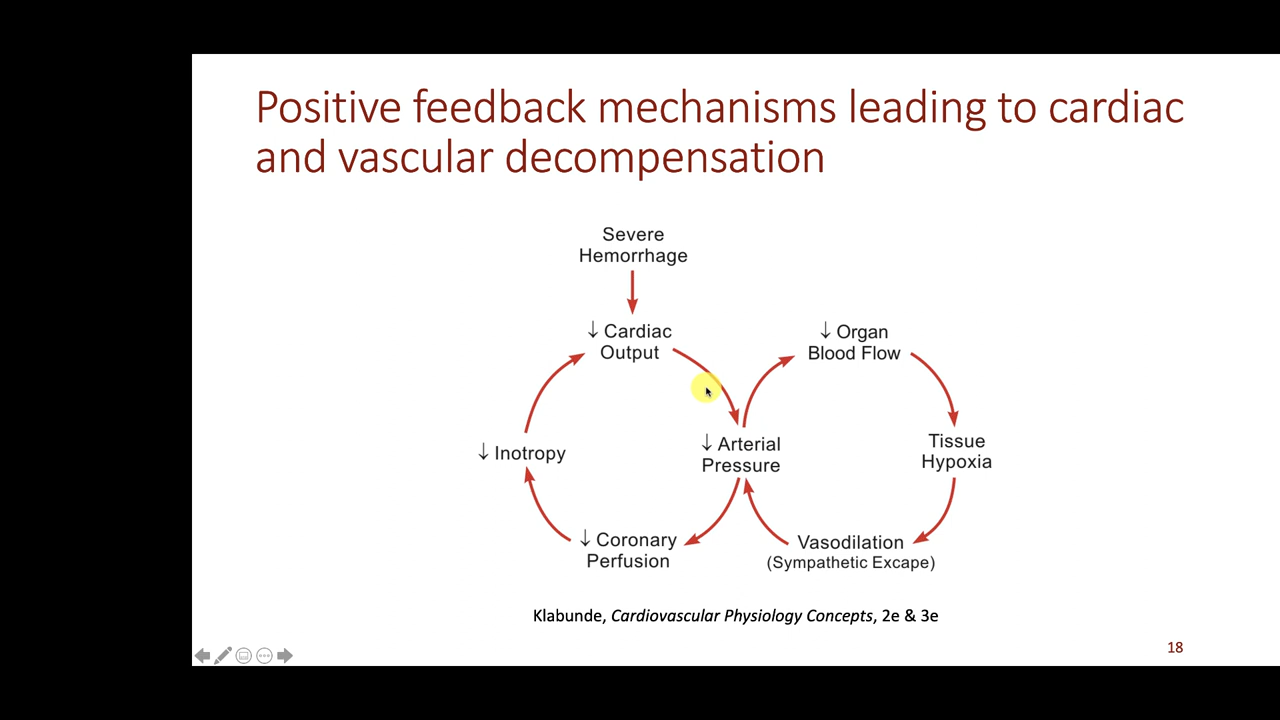 Positive feedback mechanisms leading to cardiac
and vascular decompensation
Severe
Hemorrhage
↓ Cardiac
Output
↓ Organ
Blood Flow
↓ Inotropy
↓ Arterial
Pressure
Tissue
Hypoxia
↓ Coronary
Perfusion
Vasodilation
(Sympathetic Excape)
Klabunde, Cardiovascular Physiology Concepts, 2e & 3e
18